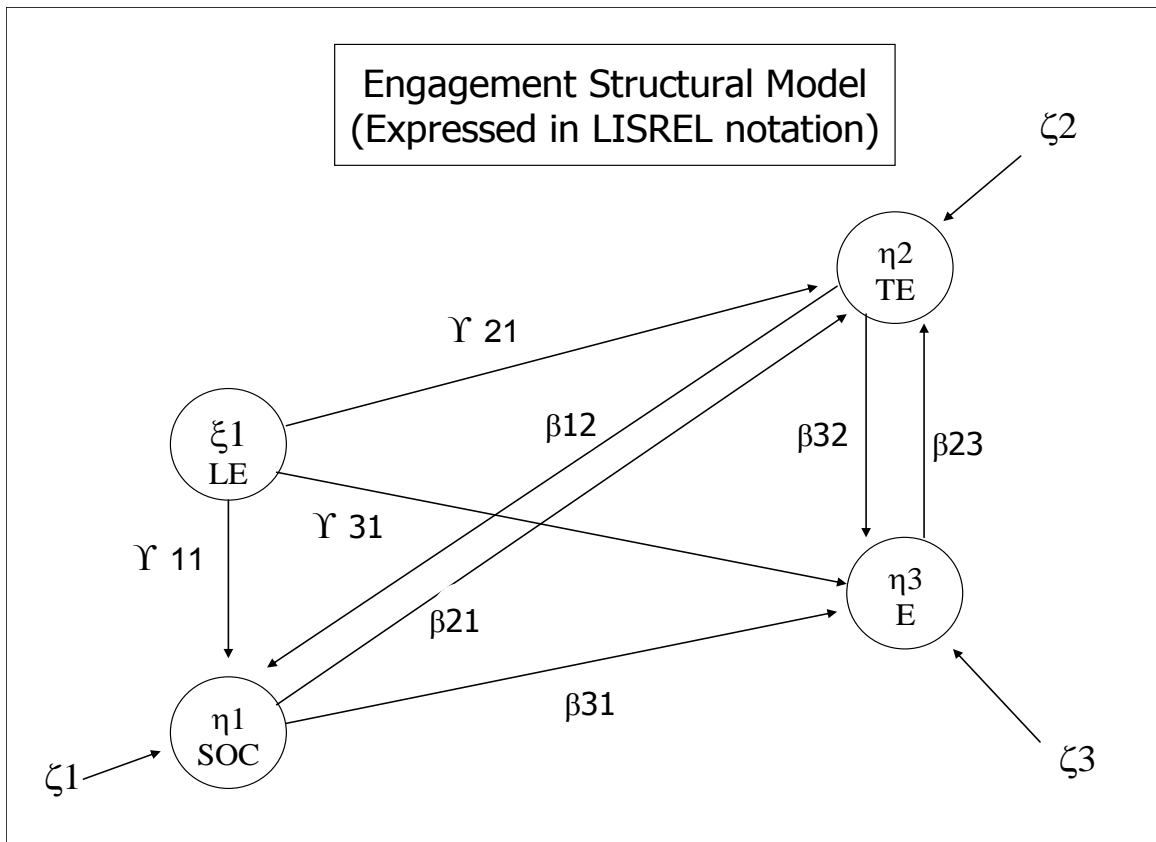 Engagement Structural Model
(Expressed in LISREL notation)
ζ2
η2
TE
ϒ 21
β12
β32
β23
ξ1
LE
ϒ 31
ϒ 11
η3
E
β21
β31
η1
SOC
ζ1
ζ3